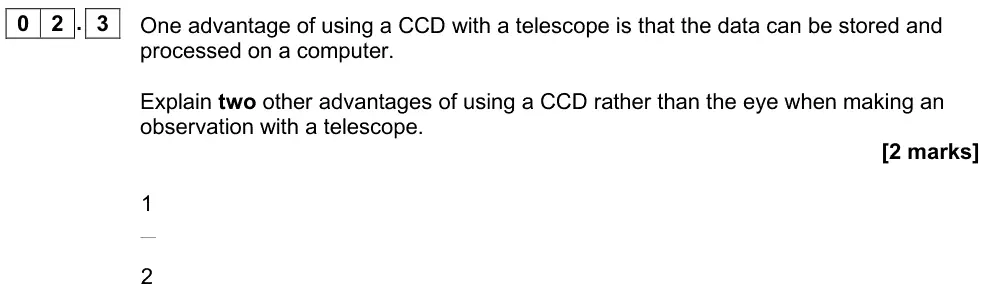 0 2 . 3 One advantage of using a CCD with a telescope is that the data can be stored and
processed on a computer.
Explain two other advantages of using a CCD rather than the eye when making an
observation with a telescope.
[2 marks]
1
2